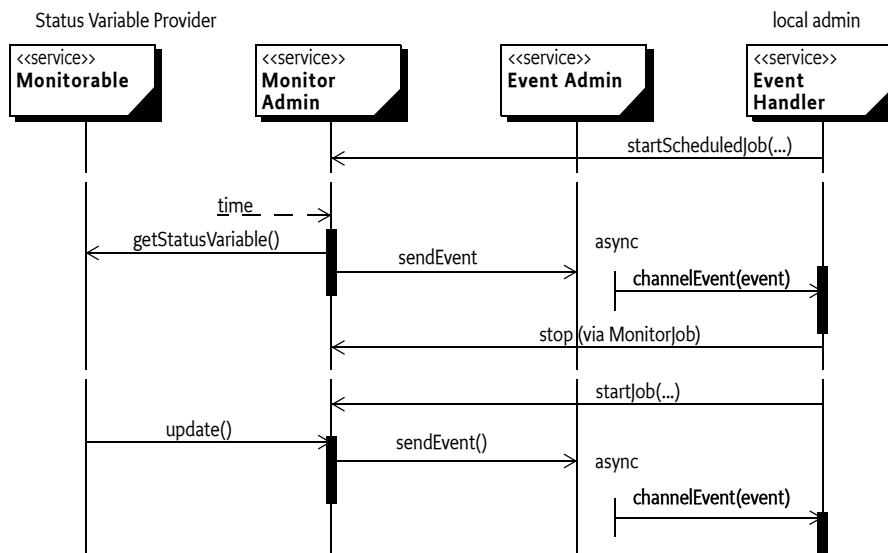 Status Variable Provider
local admin
<<service>>
Monitorable
<<service>>
Monitor
Admin
<<service>>
Event Admin
<<service>>
Event
Handler
startScheduledJob(...)
time
getStatusVariable()
sendEvent
async
channelEvent(event)
stop (via MonitorJob)
startJob(...)
update()
sendEvent()
async
channelEvent(event)